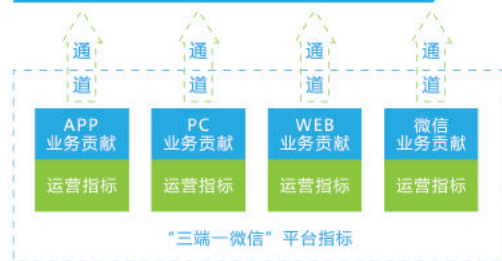 通 通 通 通
道 道 道 道
APP PC WEB 微信
业务贡献 业务贡献 业务贡献 业务贡献
运营指标 运营指标 运营指标 运营指标
“三端一微信”平台指标